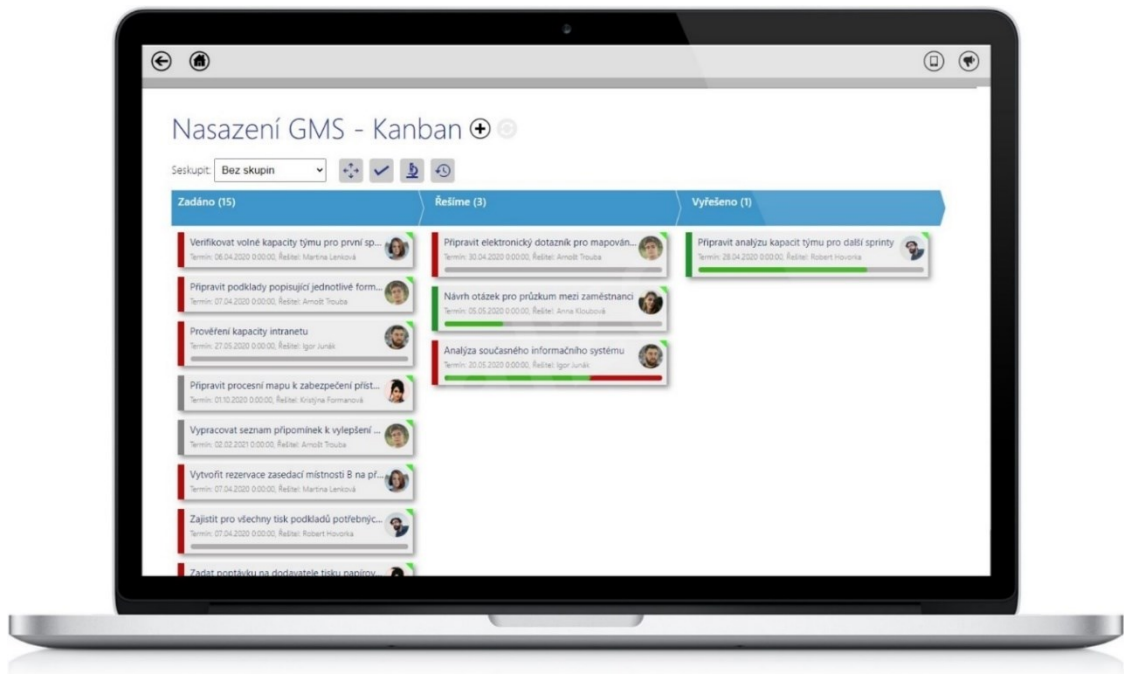 Nasazení GMS - Kanban
Seskupit: Bez skupin
Zadáno (15)
Verifikovat volné kapacity týmu pro první sp...
Termín: 06.04.2020 0:00:00, Řešitel: Martina Lenková
Připravit podklady popisující jednotlivé form...
Termín: 07.04.2020 0:00:00, Řešitel: Arnošt Trouba
Prověření kapacity intranetu
Termín: 27.05.2020 0:00:00, Řešitel: Igor Junák
Připravit procesní mapu k zabezpečení příst...
Termín: 01.10.2020 0:00:00, Řešitel: Kristýna Formanová
Vypracovat seznam připomínek k vylepšení ...
Termín: 02.02.2021 0:00:00, Řešitel: Arnošt Trouba
Vytvořit rezervace zasedací místnosti B na př...
Termín: 07.04.2020 0:00:00, Řešitel: Martina Lenková
Zajistit pro všechny tisk podkladů potřebnýc...
Termín: 07.04.2020 0:00:00, Řešitel: Robert Hovorka
Zadat poptávku na dodavatele tisku papírov...
Řešíme (3)
Připravit elektronický dotazník pro mapován...
Termín: 30.04.2020 0:00:00, Řešitel: Arnošt Trouba
Návrh otázek pro průzkum mezi zaměstnanci
Termín: 05.05.2020 0:00:00, Řešitel: Anna Kloubová
Analýza současného informačního systému
Termín: 20.05.2020 0:00:00, Řešitel: Igor Junák
Vyřešeno (1)
Připravit analýzu kapacit týmu pro další sprinty
Termín: 28.04.2020 0:00:00, Řešitel: Robert Hovorka